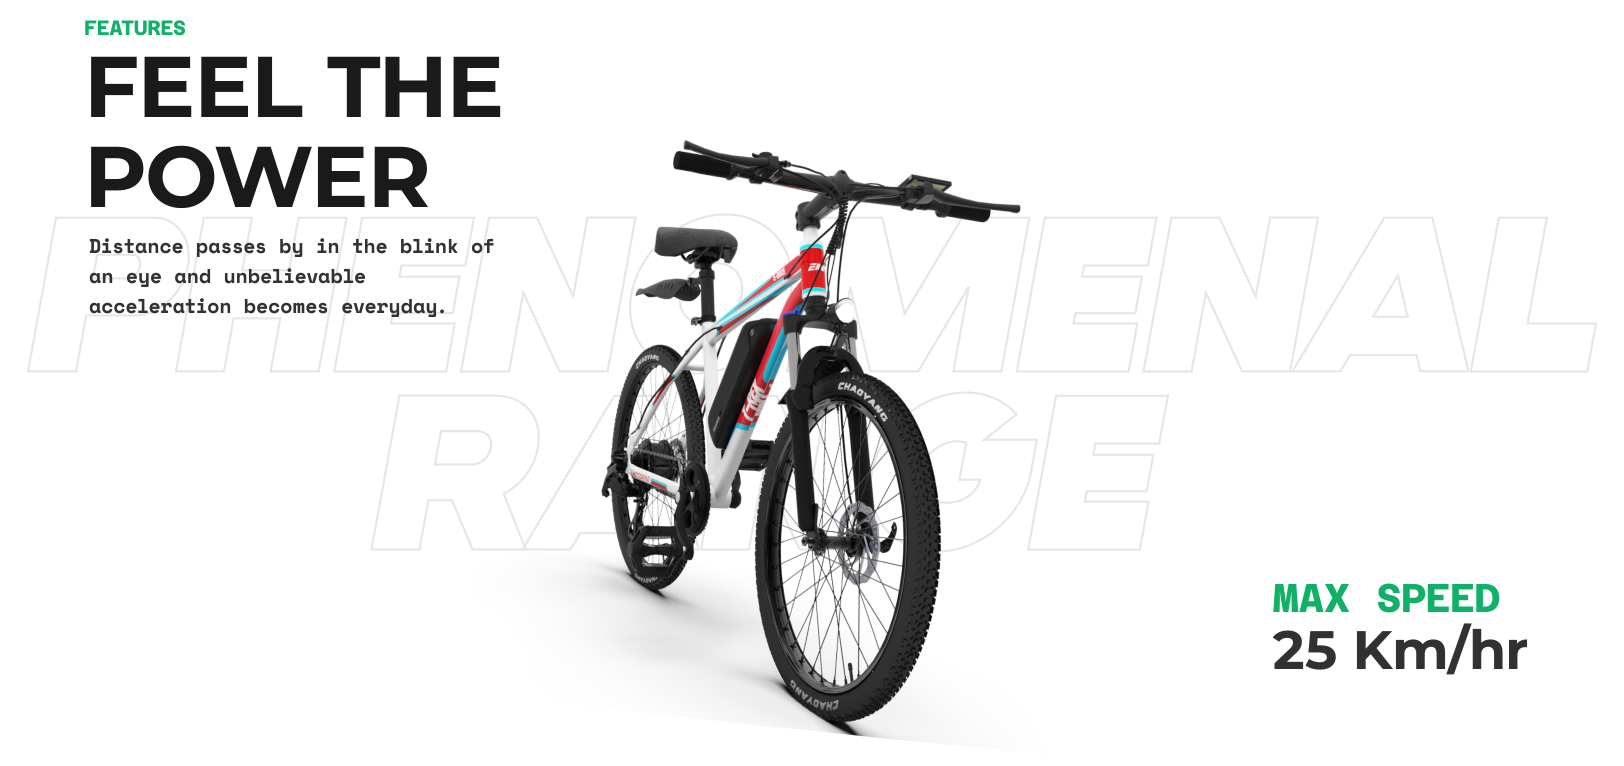 FEATURES
FEEL THE
POWER
PHENOMENAL
Distance passes by in the blink of
an eye and unbelievable
acceleration becomes everyday.
RANGE
CHAOYANG
CHAOYANG
CHAOYANG
MAX SPEED
25 Km/hr